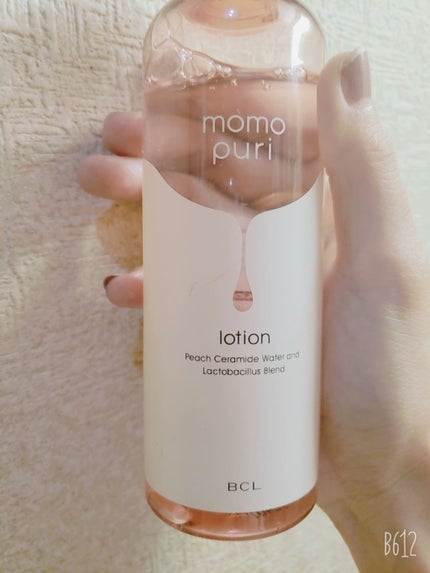 momo
puri
lotion
Peach Ceramide Water and
Lactobacillus Blend
BCL
B612